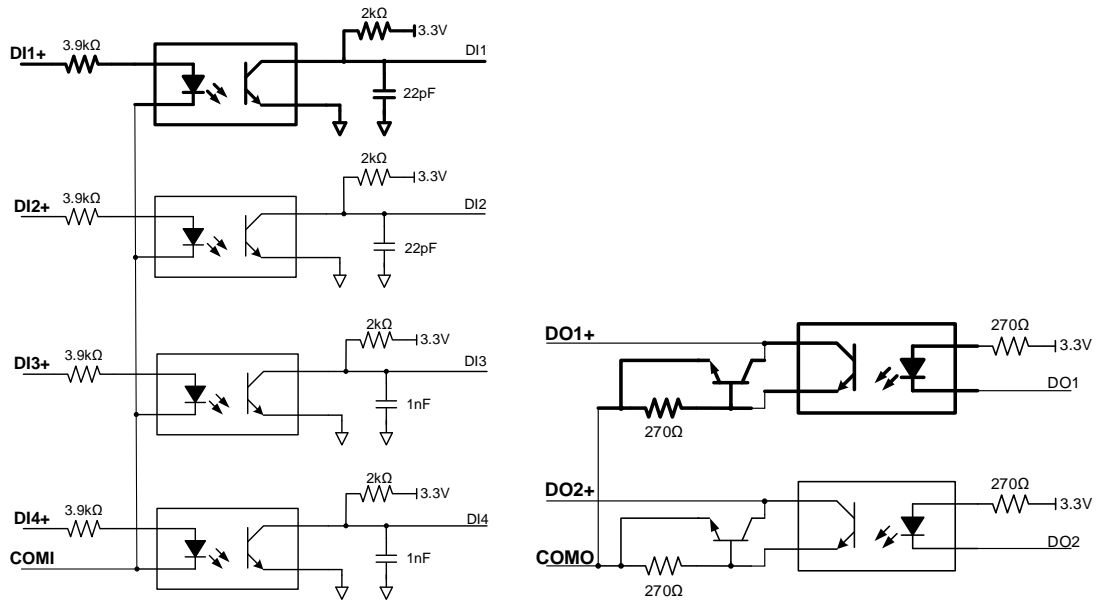 2kΩ
3.3V
DI1+
3.9kΩ
DI1
22pF
2kΩ
3.3V
DI2+
3.9kΩ
DI2
22pF
2kΩ
3.3V
DI3+
3.9kΩ
DI3
1nF
2kΩ
3.3V
DI4+
3.9kΩ
DI4
COMI
1nF
DO1+
270Ω
3.3V
DO1
270Ω
DO2+
270Ω
3.3V
DO2
COMO
270Ω